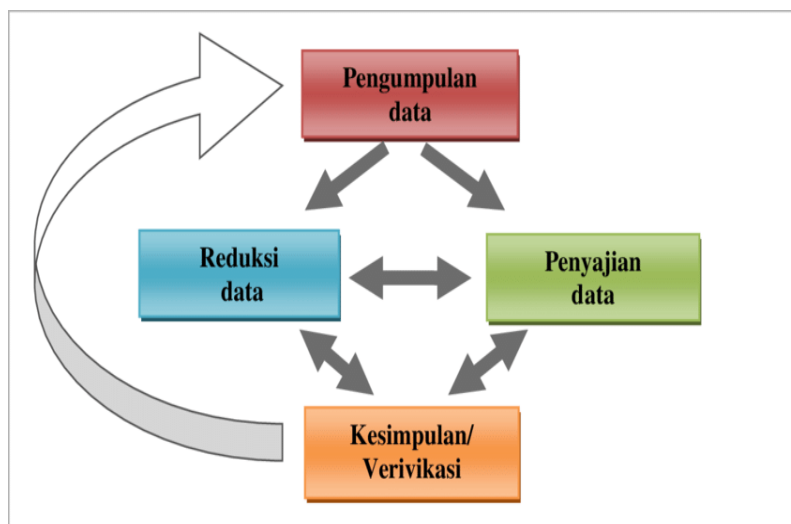 Pengumpulan
data
Reduksi
data
Penyajian
data
Kesimpulan/
Verivikasi